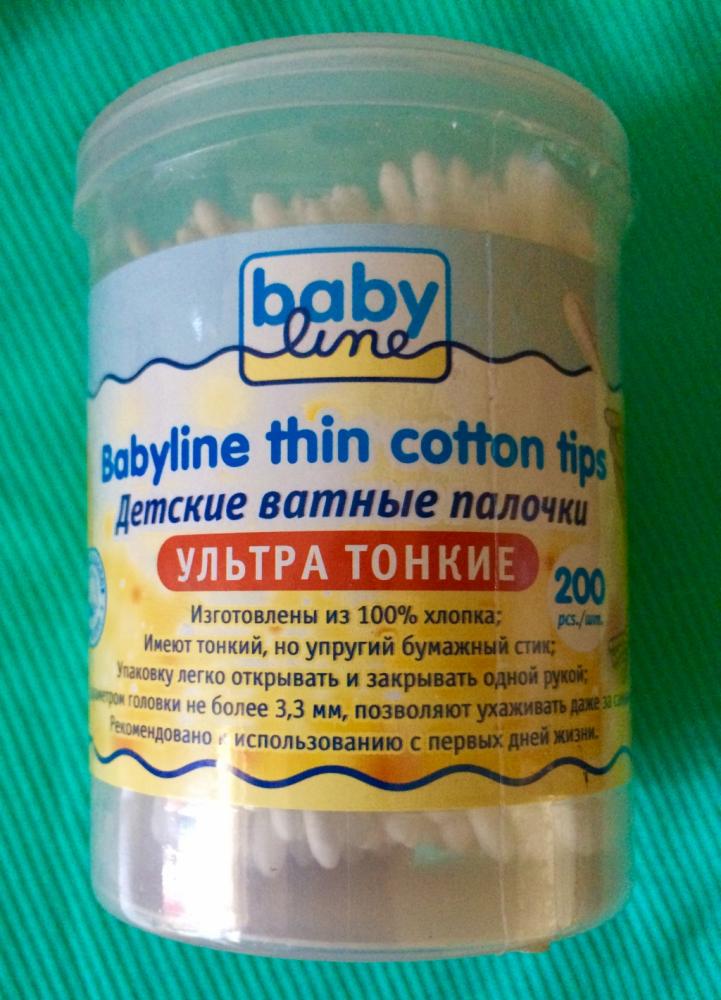 baby
line
Babyline thin cotton tips
Детские ватные палочки
УЛЬТРА ТОНКИЕ
200
pcs./шт.
Изготовлены из 100% хлопка;
Имеют тонкий, но упругий бумажный стик;
Упаковку легко открывать и закрывать одной рукой;
головки не более 3,3 мм, позволяют ухаживать даже за
Рекомендовано к использованию с первых дней жизни.